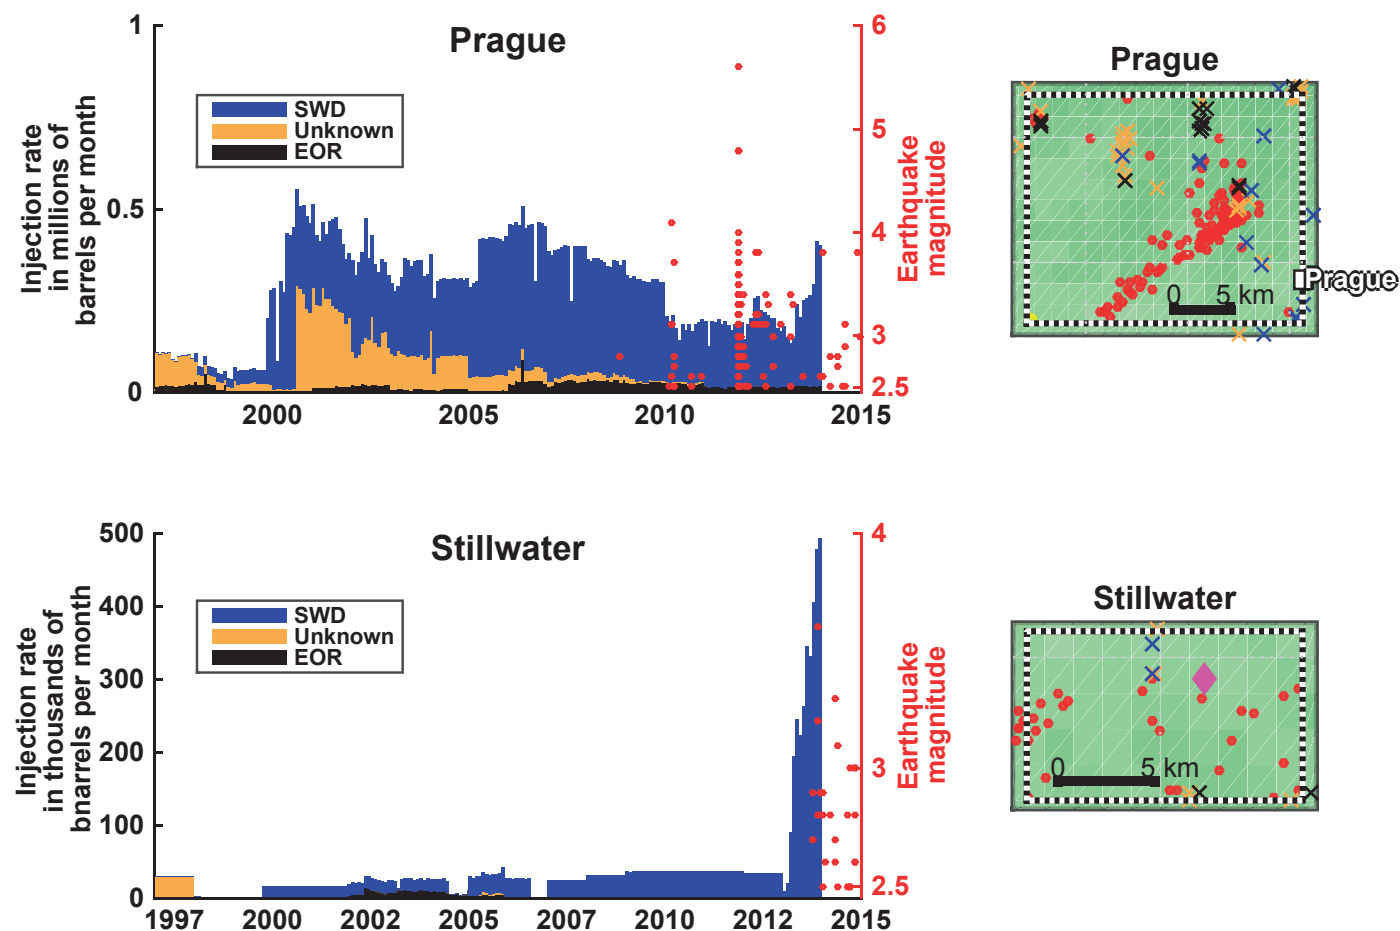 Prague
1
0.5
0
Injection rate
in millions of
barrels per month
SWD
Unknown
EOR
6
5
4
3
2.5
Earthquake
magnitude
2000
2005
2010
2015
Prague
0 5 km
Prague
Stillwater
500
400
300
200
100
0
Injection rate
in thousands of
bnarrels per month
SWD
Unknown
EOR
4
3
2.5
Earthquake
magnitude
1997
2000
2002
2005
2007
2010
2012
2015
Stillwater
0 5 km